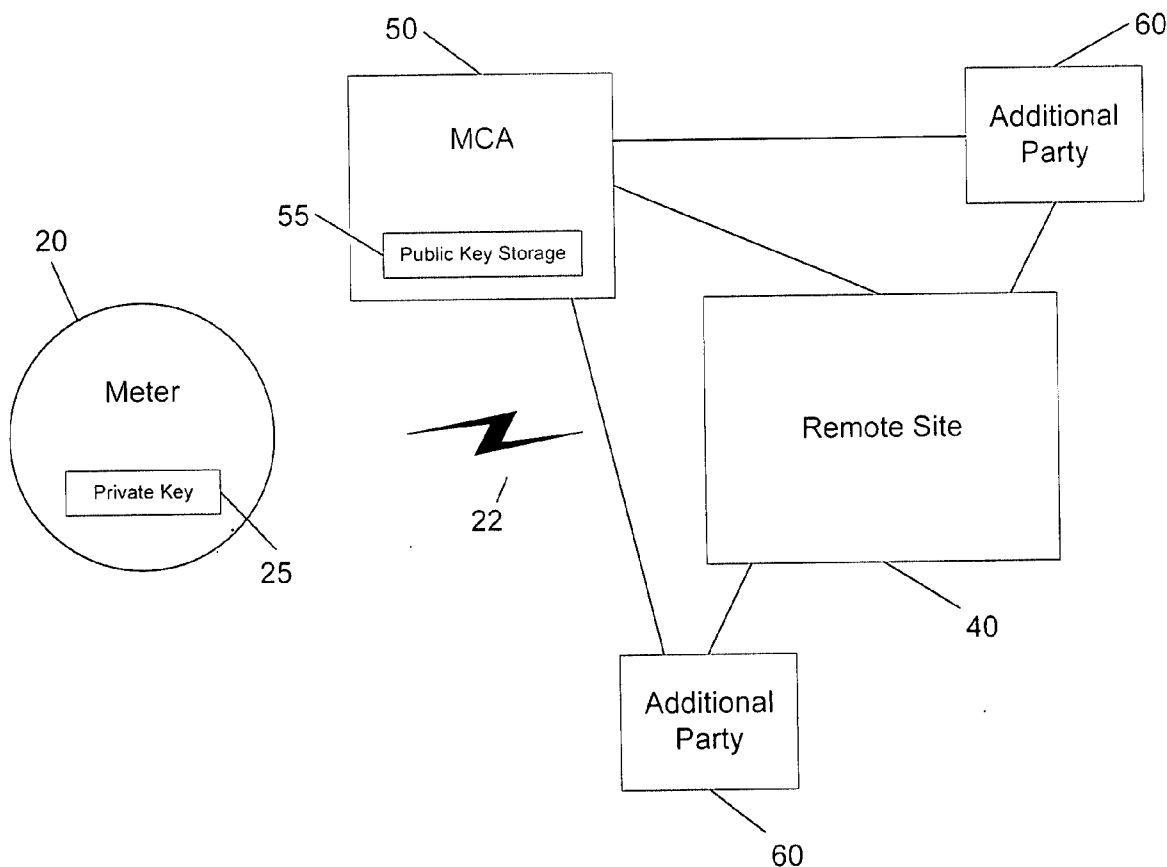 50
60
MCA
Additional
Party
55
Public Key Storage
20
Meter
Private Key
25
22
Remote Site
40
Additional
Party
60